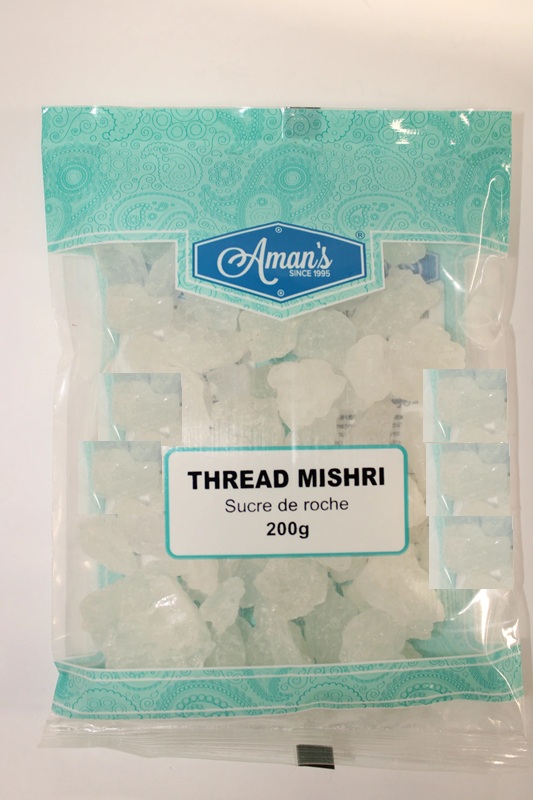 Aman's
SINCE 1995
®
THREAD MISHRI
Sucre de roche
200g